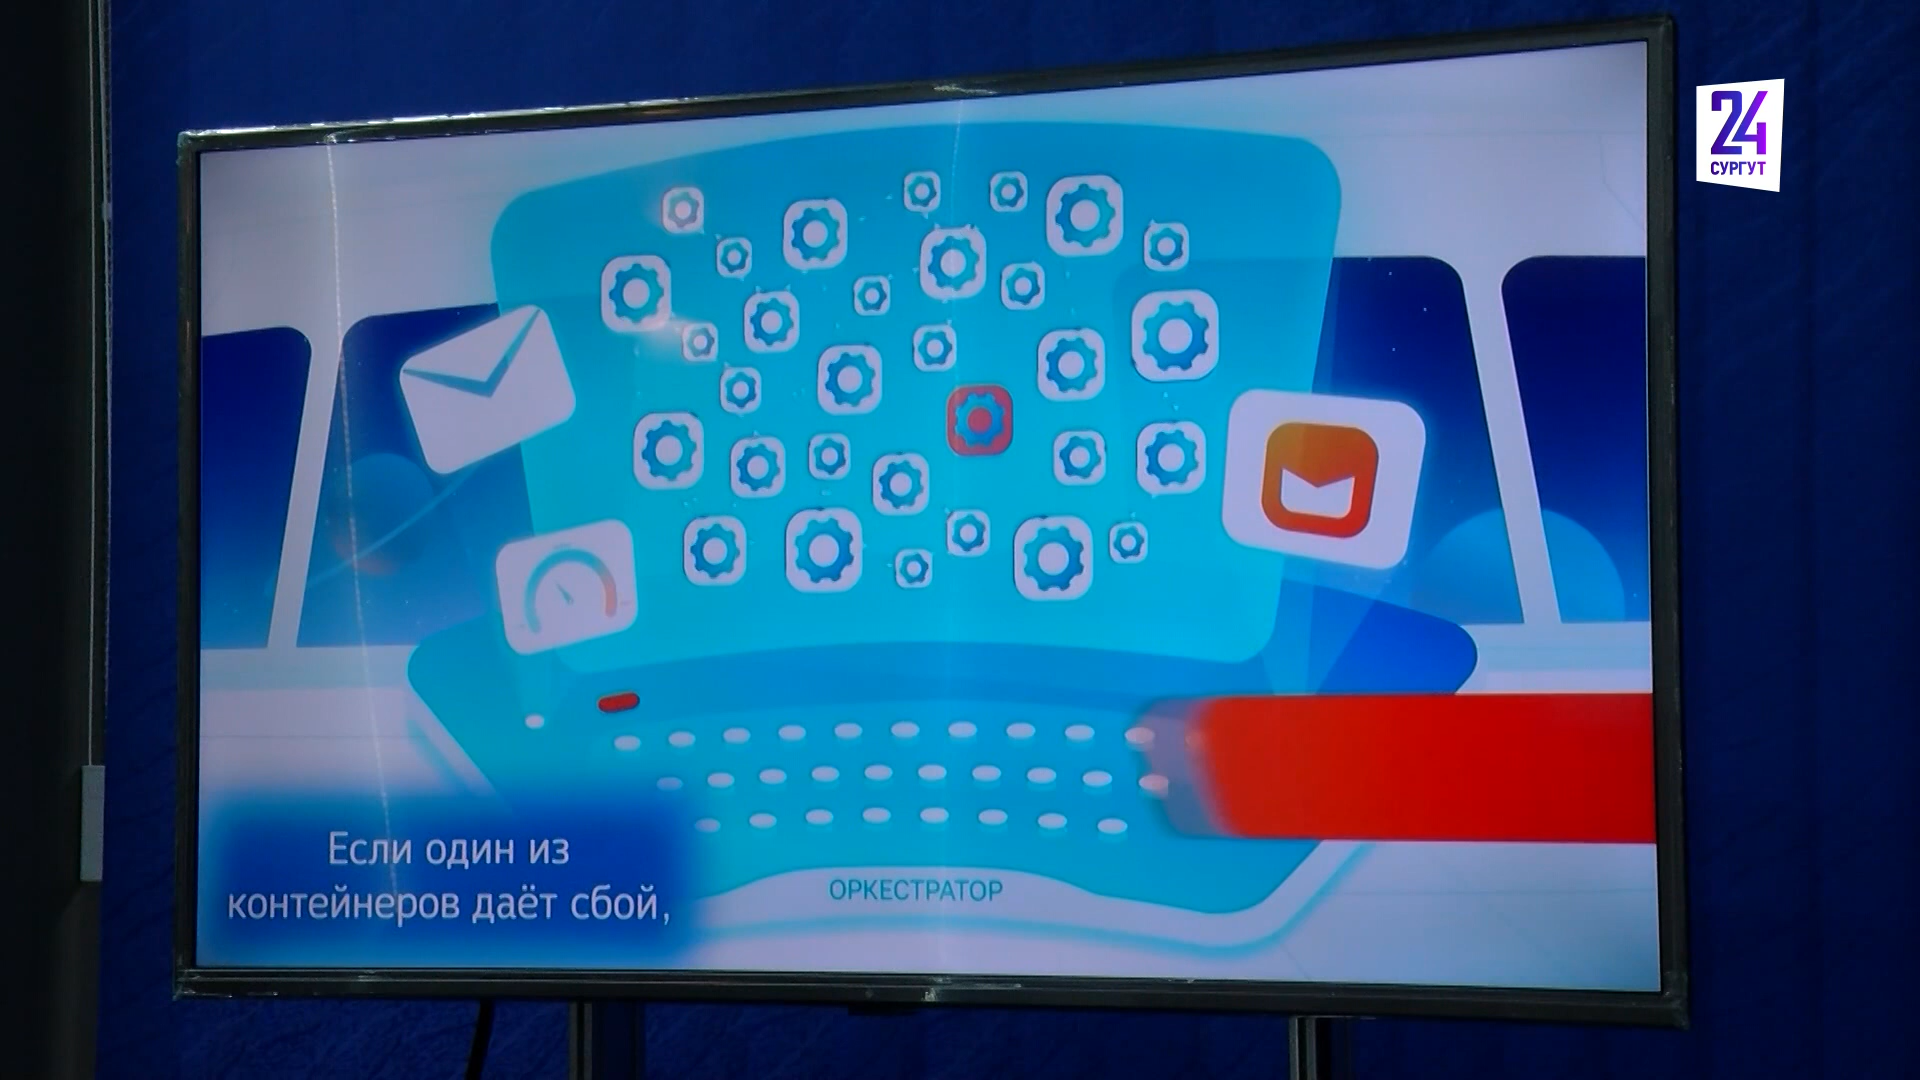 24
СУРГУТ
Если один из
контейнеров даёт сбой,
ОРКЕСТРАТОР